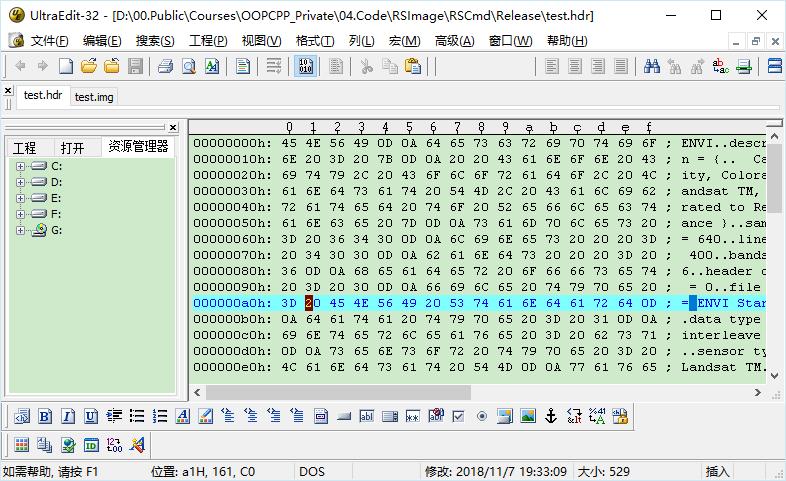 UltraEdit-32 - [D:\00.Public\Courses\OOPCPP_Private\04.Code\RSImage\RSCmd\Release\test.hdr]
文件(F) 编辑(E) 搜索(S) 工程(P) 视图(V) 格式(T) 列(L) 宏(M) 高级(A) 窗口(W) 帮助(H)
test.hdr test.img
工程 打开 资源管理器
C:
D:
E:
F:
G:
0 1 2 3 4 5 6 7 8 9 a b c d e f
00000000h: 45 4E 56 49 0D 0A 64 65 73 63 72 69 70 74 69 6F ; ENVI..descri
00000010h: 6E 20 3D 20 7B 0D 0A 20 20 43 61 6E 6F 6E 20 43 ; n = {..  Ca
00000020h: 69 74 79 2C 20 43 6F 6C 6F 72 61 64 6F 2C 20 4C ; ity, Colora
00000030h: 61 6E 64 73 61 74 20 54 4D 2C 20 43 61 6C 69 62 ; andsat TM,
00000040h: 72 61 74 65 64 20 74 6F 20 52 65 66 6C 65 63 74 ; rated to Re
00000050h: 61 6E 63 65 20 7D 0D 0A 73 61 6D 70 6C 65 73 20 ; ance }..sam
00000060h: 3D 20 36 34 30 0D 0A 6C 69 6E 65 73 20 20 20 3D ; = 640..line
00000070h: 20 34 30 30 0D 0A 62 61 6E 64 73 20 20 20 3D 20 ;  400..bands
00000080h: 36 0D 0A 68 65 61 64 65 72 20 6F 66 66 73 65 74 ; 6..header o
00000090h: 20 3D 20 30 0D 0A 66 69 6C 65 20 74 79 70 65 20 ;  = 0..file
000000a0h: 3D 20 45 4E 56 49 20 53 74 61 6E 64 61 72 64 0D ; = ENVI Stan
000000b0h: 0A 64 61 74 61 20 74 79 70 65 20 3D 20 31 0D 0A ; .data type
000000c0h: 69 6E 74 65 72 6C 65 61 76 65 20 3D 20 62 73 71 ; interleave
000000d0h: 0D 0A 73 65 6E 73 6F 72 20 74 79 70 65 20 3D 20 ; ..sensor ty
000000e0h: 4C 61 6E 64 73 61 74 20 54 4D 0D 0A 77 61 76 65 ; Landsat TM.
如需帮助, 请按 F1 位置: a1H, 161, C0 DOS 修改: 2018/11/7 19:33:09 大小: 529 插入